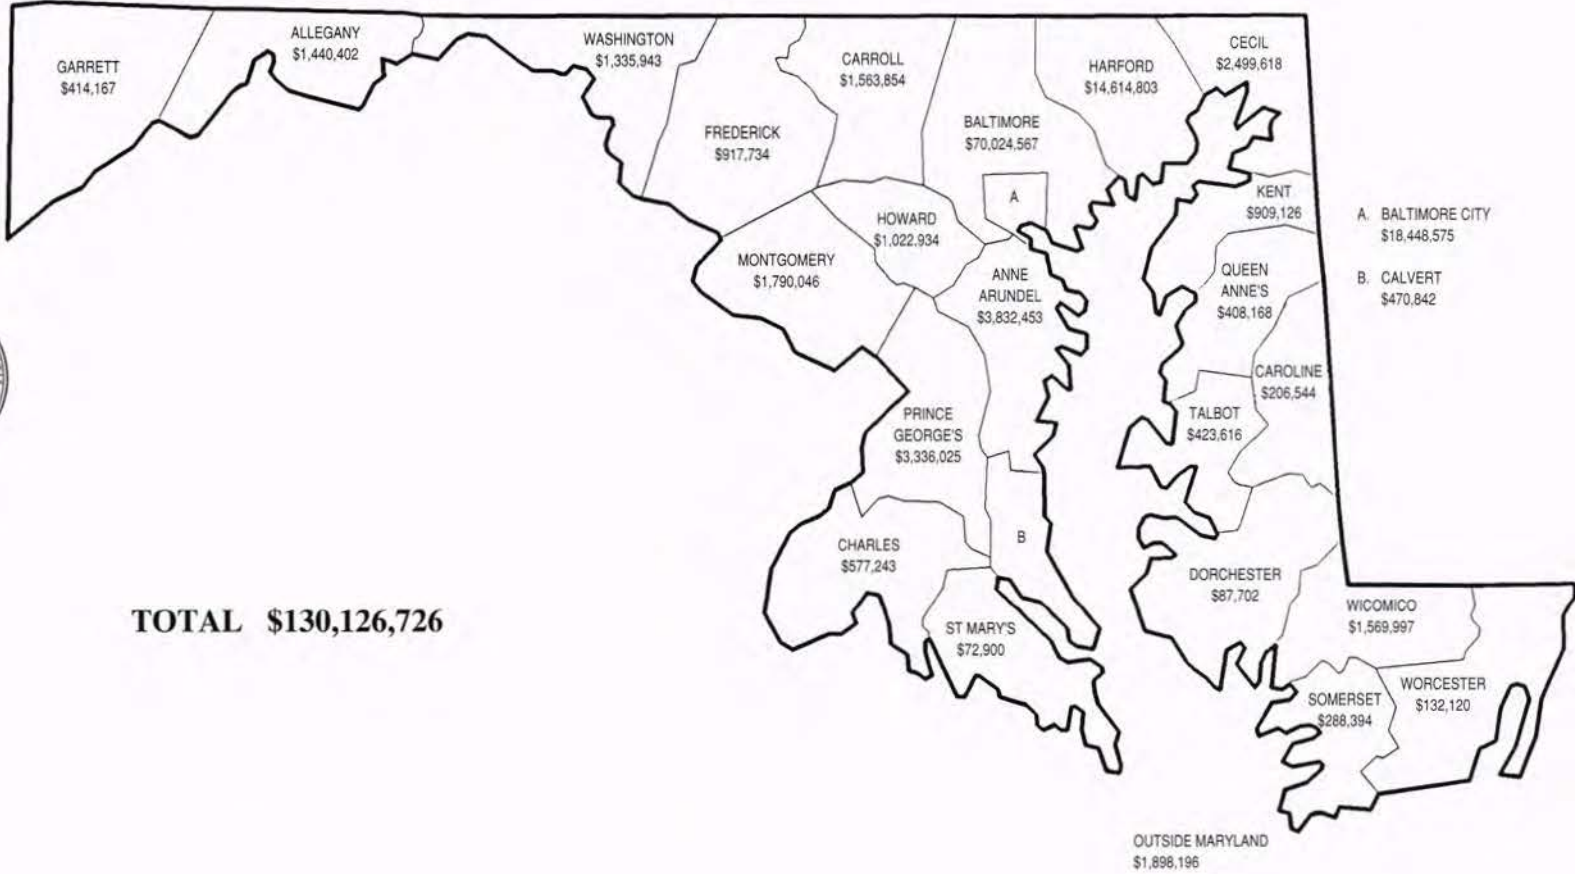 GARRETT
$414,167
ALLEGANY
$1,440,402
WASHINGTON
$1,335,943
FREDERICK
$917,734
CARROLL
$1,563,854
BALTIMORE
$70,024,567
HARFORD
$14,614,803
CECIL
$2,499,618
A
HOWARD
$1,022,934
MONTGOMERY
$1,790,046
ANNE
ARUNDEL
$3,832,453
KENT
$909,126
QUEEN
ANNE'S
$408,168
CAROLINE
$206,544
TALBOT
$423,616
PRINCE
GEORGE'S
$3,336,025
B
CHARLES
$577,243
ST MARY'S
$72,900
DORCHESTER
$87,702
WICOMICO
$1,569,997
SOMERSET
$288,394
WORCESTER
$132,120
A. BALTIMORE CITY
$18,448,575
B. CALVERT
$470,842
TOTAL $130,126,726
OUTSIDE MARYLAND
$1,898,196